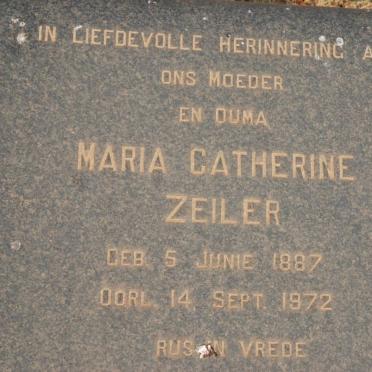 IN LIEFDEVOLLE HERINNERING A
ONS MOEDER
EN OUMA
MARIA CATHERINE
ZEILER
GEB. 5 JUNIE 1887
OORL. 14 SEPT. 1972
RUS IN VREDE